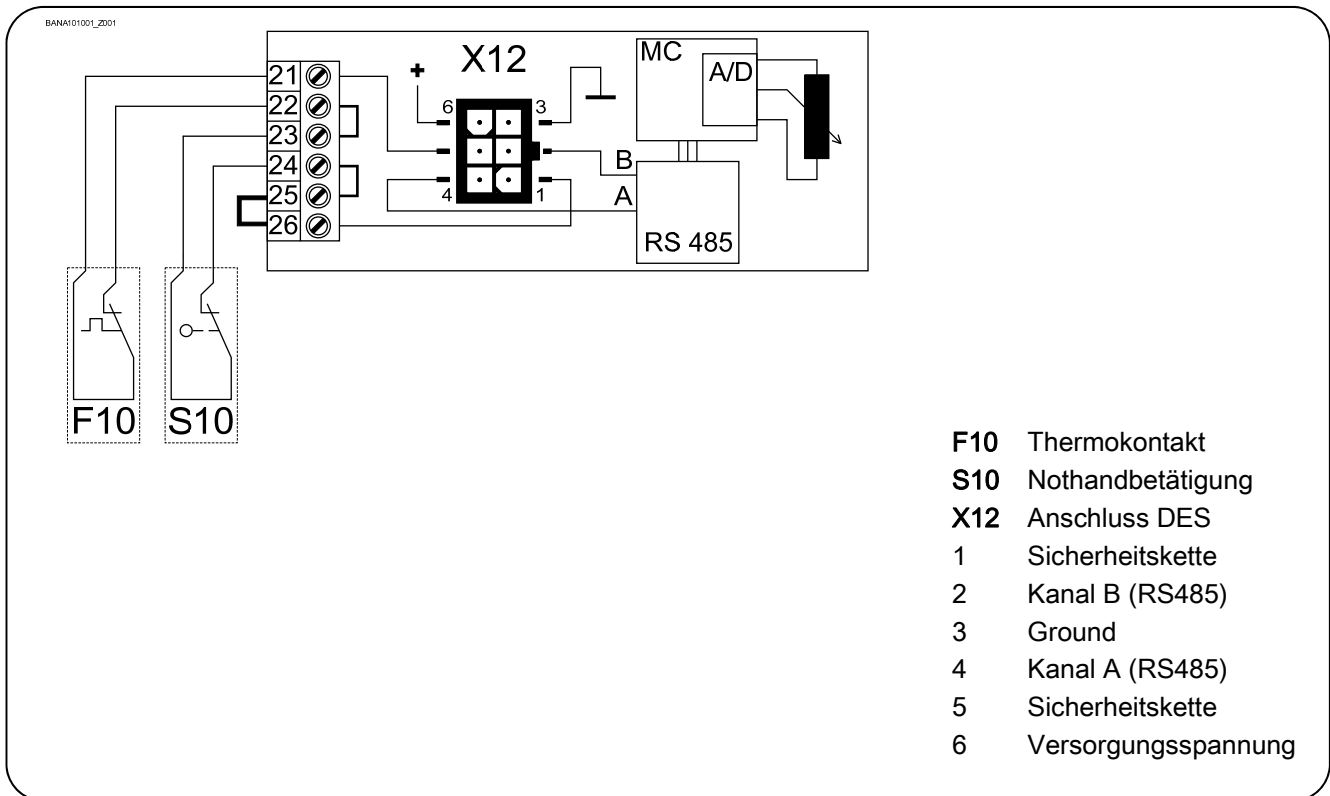 BANA101001_Z001
X12
MC
A/D
+
21
22
23
24
25
26
6
3
4
1
B
A
RS 485
F10
S10
F10 Thermokontakt
S10 Nothandbetätigung
X12 Anschluss DES
1 Sicherheitskette
2 Kanal B (RS485)
3 Ground
4 Kanal A (RS485)
5 Sicherheitskette
6 Versorgungsspannung